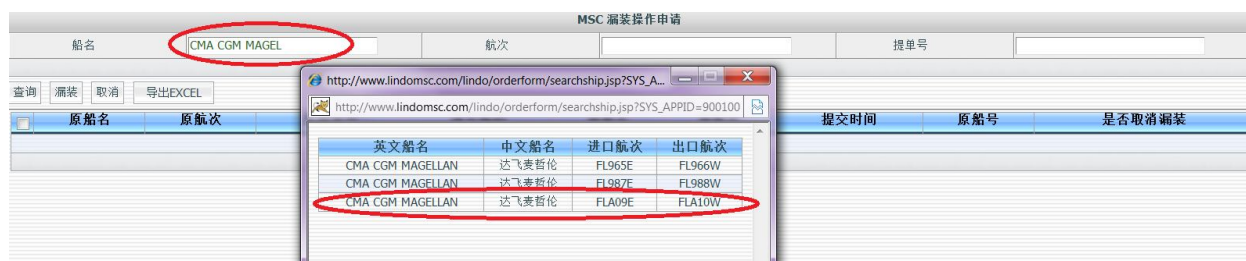 MSC 漏装操作申请
船名 CMA CGM MAGEL 航次 提单号
http://www.lindomsc.com/lindo/orderform/searchship.jsp?SYS_A...
查询 漏装 取消 导出EXCEL
http://www.lindomsc.com/lindo/orderform/searchship.jsp?SYS_APPID=900100
原船名 原航次 提交时间 原船号 是否取消漏装
英文船名 中文船名 进口航次 出口航次
CMA CGM MAGELLAN 达飞麦哲伦 FL965E FL966W
CMA CGM MAGELLAN 达飞麦哲伦 FL987E FL988W
CMA CGM MAGELLAN 达飞麦哲伦 FLA09E FLA10W